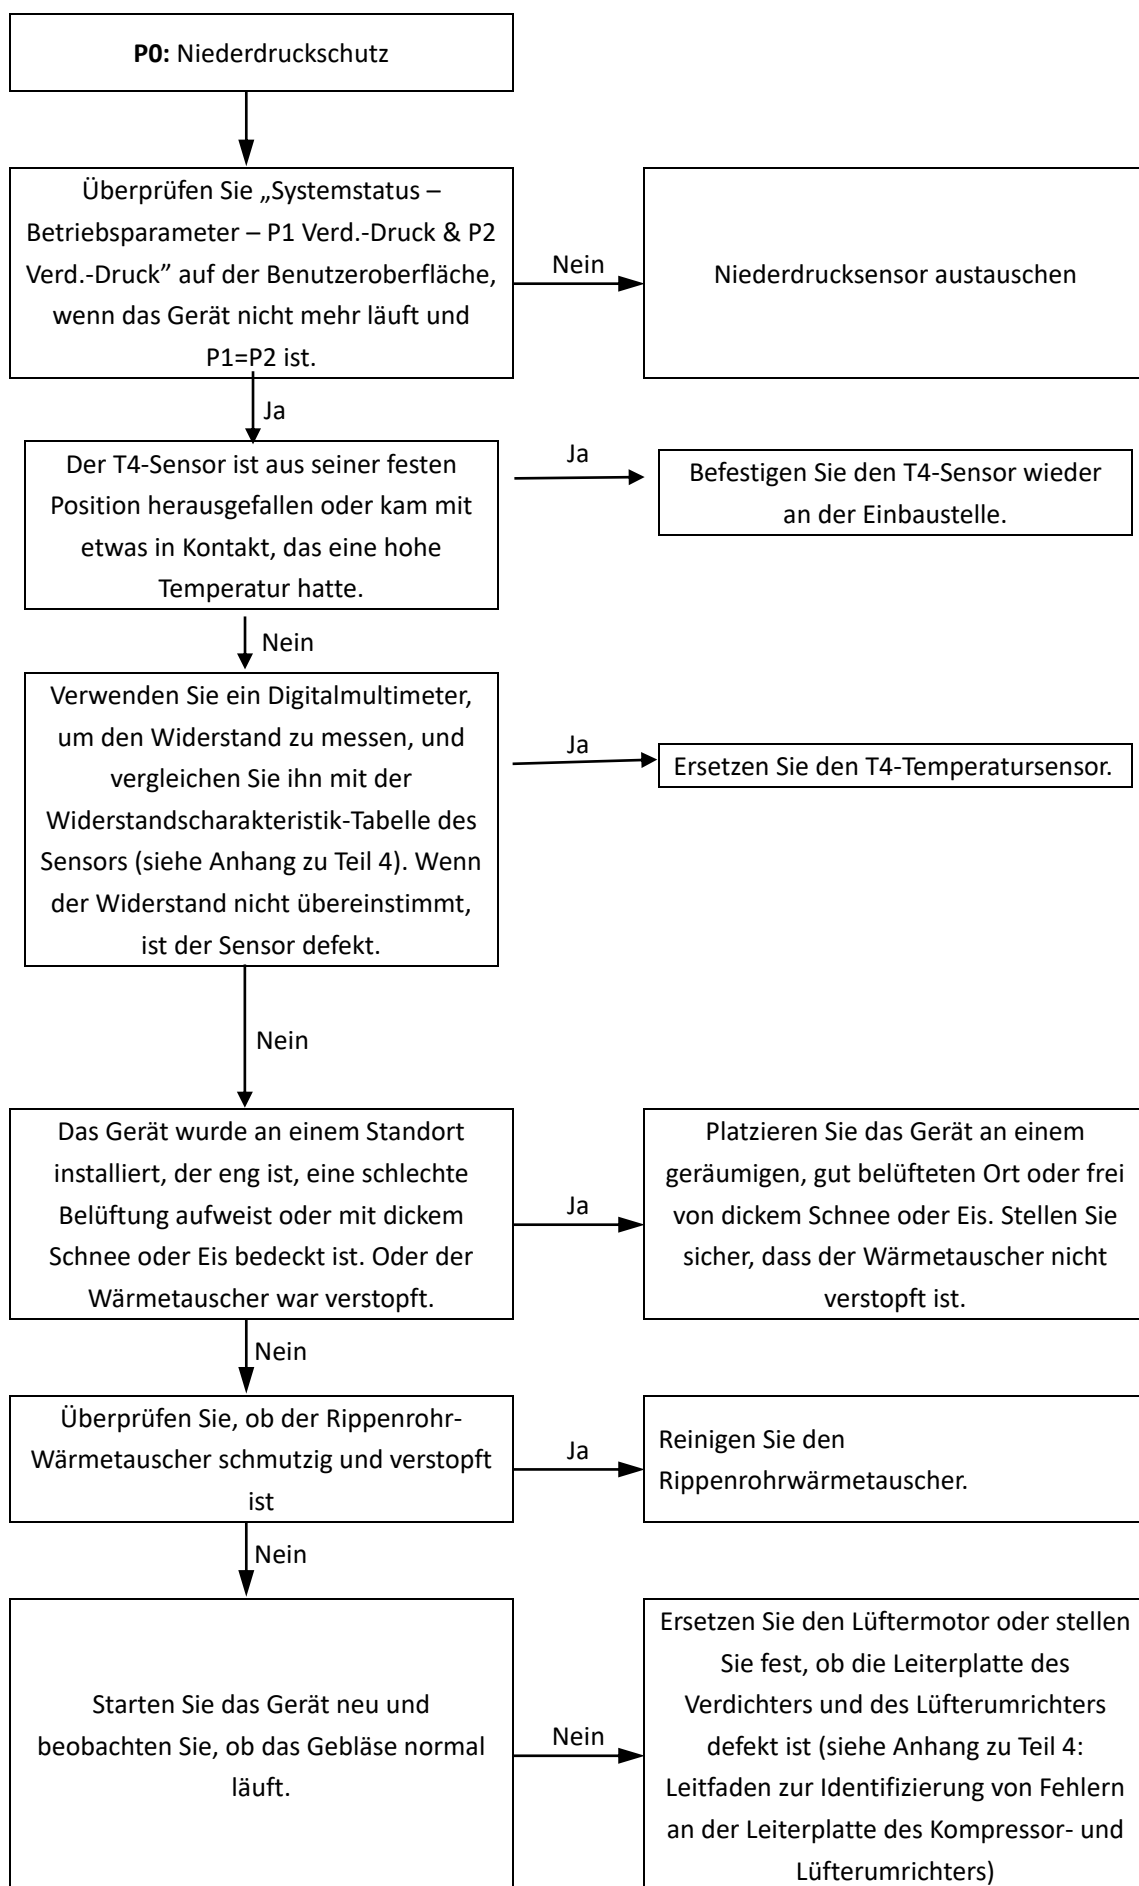 P0: Niederdruckschutz
Überprüfen Sie „Systemstatus –
Betriebsparameter – P1 Verd.-Druck & P2
Verd.-Druck” auf der Benutzeroberfläche,
wenn das Gerät nicht mehr läuft und
P1=P2 ist.
Nein
Niederdrucksensor austauschen
Ja
Der T4-Sensor ist aus seiner festen
Position herausgefallen oder kam mit
etwas in Kontakt, das eine hohe
Temperatur hatte.
Ja
Befestigen Sie den T4-Sensor wieder
an der Einbaustelle.
Nein
Verwenden Sie ein Digitalmultimeter,
um den Widerstand zu messen, und
vergleichen Sie ihn mit der
Widerstandscharakteristik-Tabelle des
Sensors (siehe Anhang zu Teil 4). Wenn
der Widerstand nicht übereinstimmt,
ist der Sensor defekt.
Ja
Ersetzen Sie den T4-Temperatursensor.
Nein
Das Gerät wurde an einem Standort
installiert, der eng ist, eine schlechte
Belüftung aufweist oder mit dickem
Schnee oder Eis bedeckt ist. Oder der
Wärmetauscher war verstopft.
Ja
Platzieren Sie das Gerät an einem
geräumigen, gut belüfteten Ort oder frei
von dickem Schnee oder Eis. Stellen Sie
sicher, dass der Wärmetauscher nicht
verstopft ist.
Nein
Überprüfen Sie, ob der Rippenrohr-
Wärmetauscher schmutzig und verstopft
ist
Ja
Reinigen Sie den
Rippenrohrwärmetauscher.
Nein
Starten Sie das Gerät neu und
beobachten Sie, ob das Gebläse normal
läuft.
Nein
Ersetzen Sie den Lüftermotor oder stellen
Sie fest, ob die Leiterplatte des
Verdichters und des Lüfterumrichters
defekt ist (siehe Anhang zu Teil 4:
Leitfaden zur Identifizierung von Fehlern
an der Leiterplatte des Kompressor- und
Lüfterumrichters)